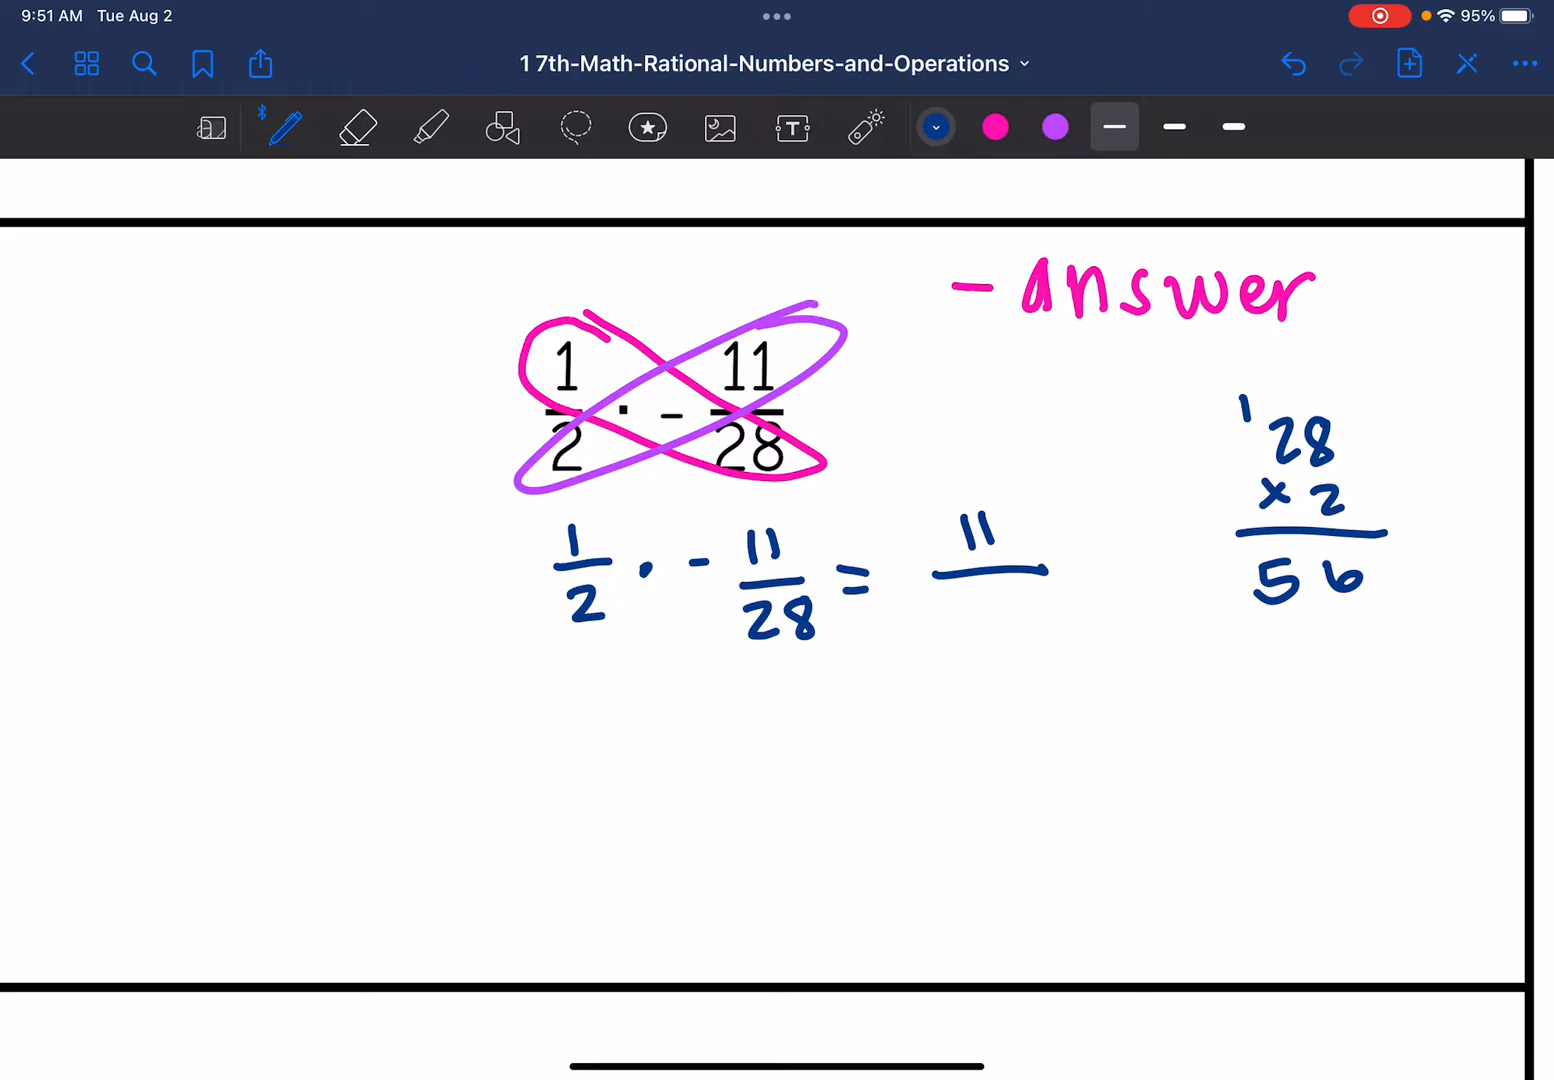 9:51 AM Tue Aug 2
95%
1 7th-Math-Rational-Numbers-and-Operations
T
- Answer
1/2 · - 11/28
1
28
x 2
56
1/2 · - 11/28 = 11/